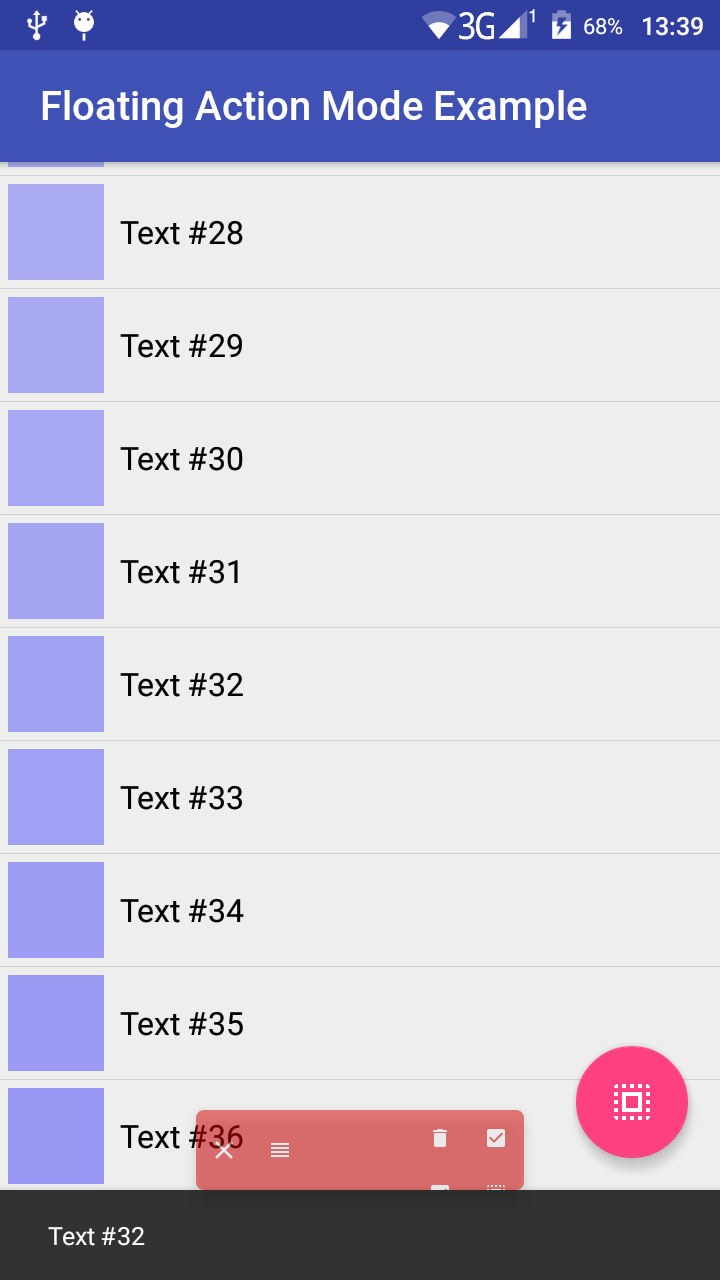 3G 1 68% 13:39
Floating Action Mode Example
Text #28
Text #29
Text #30
Text #31
Text #32
Text #33
Text #34
Text #35
Text #36
Text #32